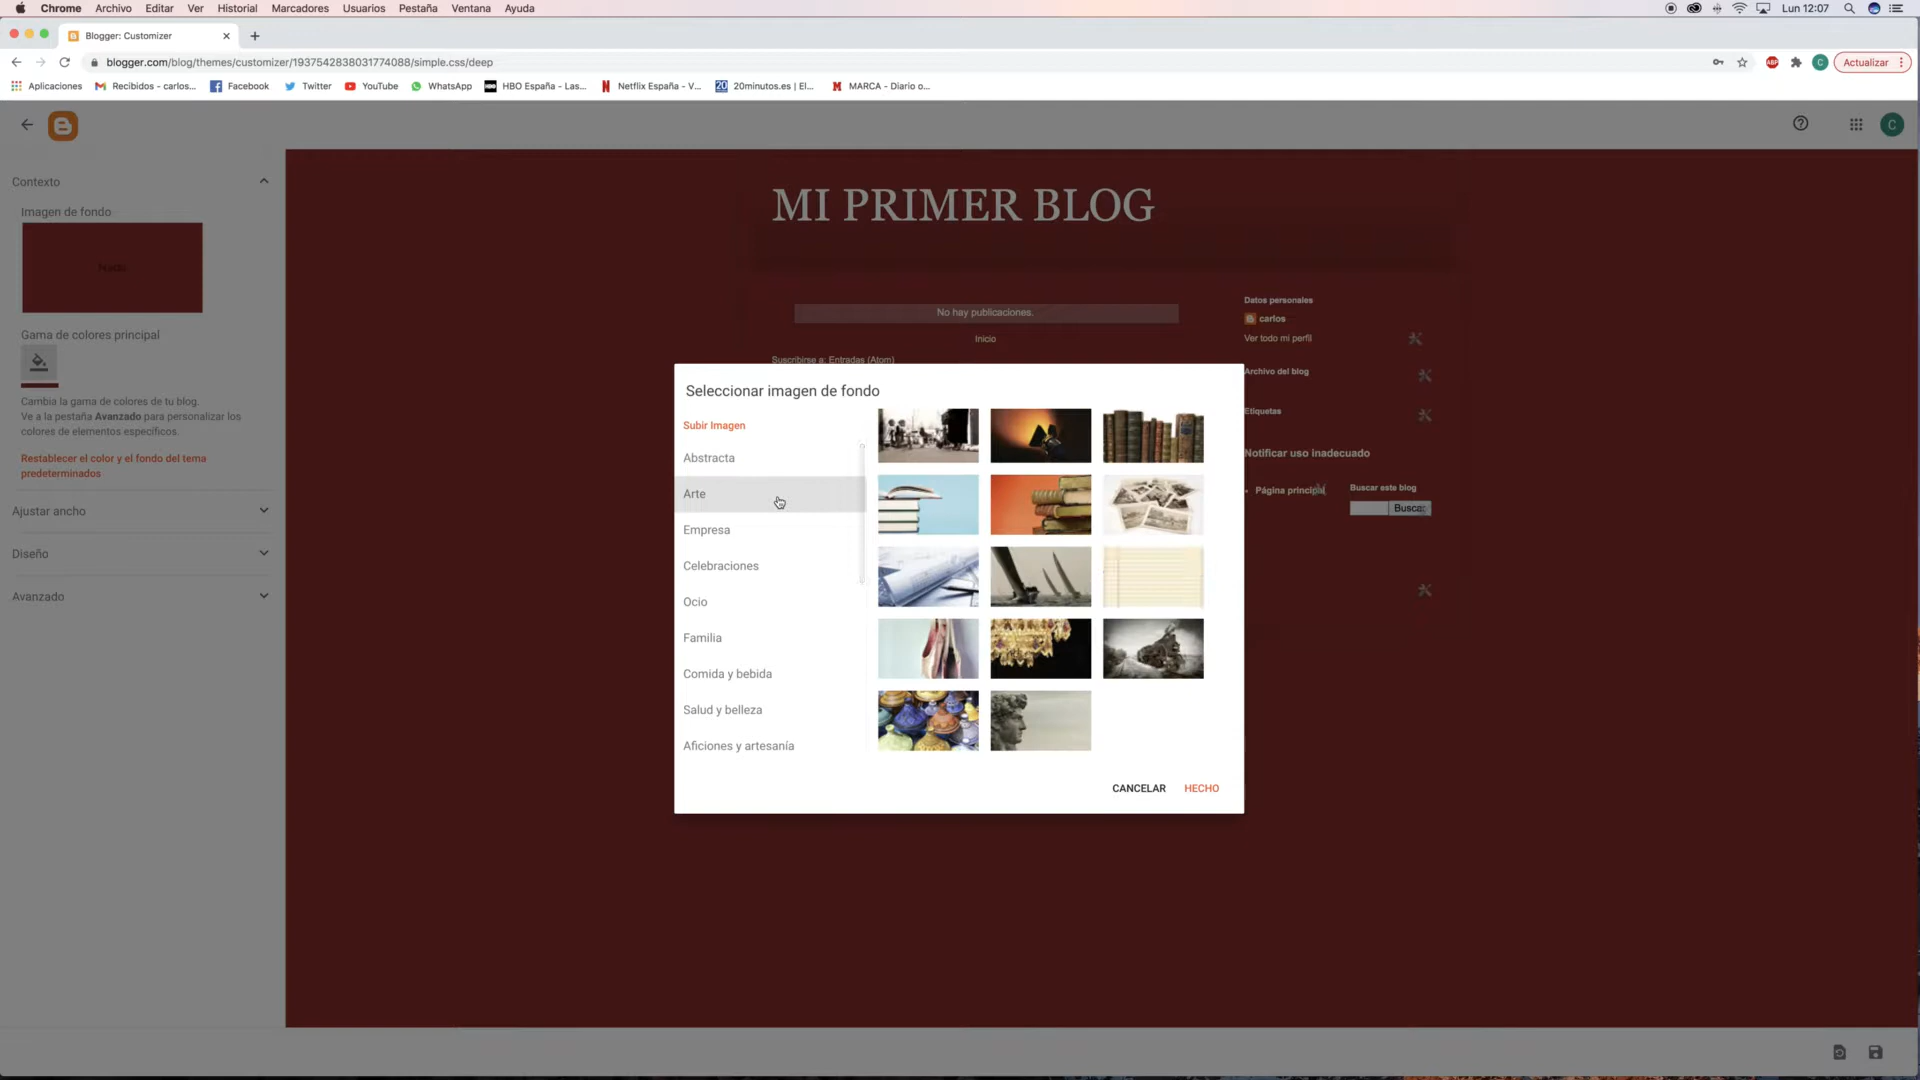 Chrome Archivo Editar Ver Historial Marcadores Usuarios Pestaña Ventana Ayuda
Lun 12:07
Blogger: Customizer
blogger.com/blog/themes/customizer/1937542838031774088/simple.css/deep
ABP
C
Actualizar
Aplicaciones
Recibidos - carlos...
Facebook
Twitter
YouTube
WhatsApp
HBO España - Las...
Netflix España - V...
20minutos.es | El...
MARCA - Diario o...
C
Contexto
Imagen de fondo
Gama de colores principal
Cambia la gama de colores de tu blog.
Ve a la pestaña Avanzado para personalizar los
colores de elementos específicos.
Restablecer el color y el fondo del tema
predeterminados
Ajustar ancho
Diseño
Avanzado
MI PRIMER BLOG
No hay publicaciones.
Inicio
Suscribirse a: Entradas (Atom)
Datos personales
carlos
Ver todo mi perfil
Archivo del blog
Etiquetas
Notificar uso inadecuado
Página principal
Buscar este blog
Buscar
Seleccionar imagen de fondo
Subir Imagen
Abstracta
Arte
Empresa
Celebraciones
Ocio
Familia
Comida y bebida
Salud y belleza
Aficiones y artesanía
CANCELAR HECHO